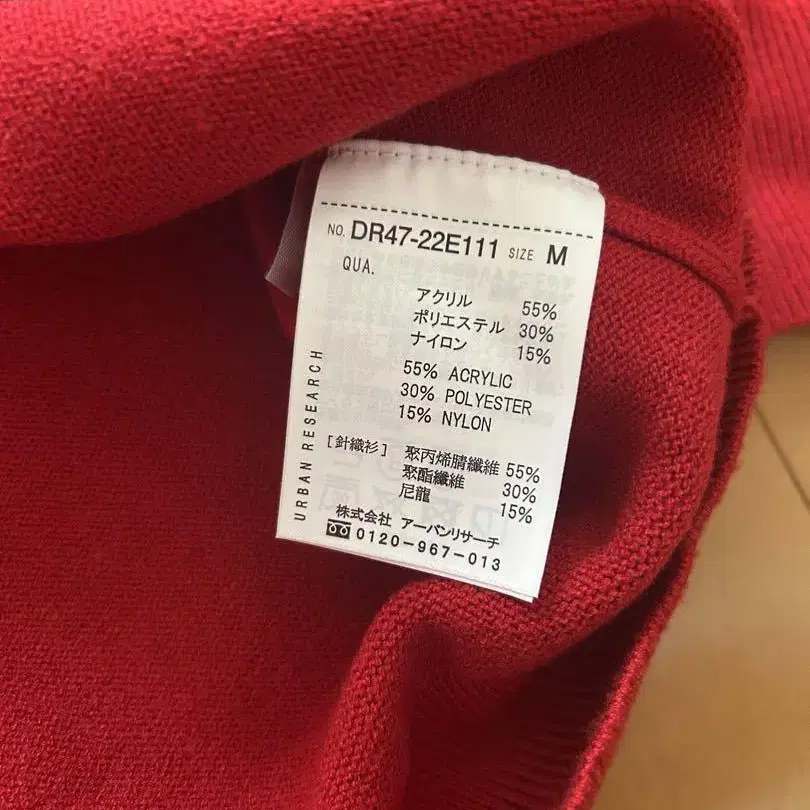 NO. DR47-22E111 SIZE M
QUA.
アクリル 55%
ポリエステル 30%
ナイロン 15%
55% ACRYLIC
30% POLYESTER
15% NYLON
[針織衫] 聚丙烯腈纖維 55%
聚酯纖維 30%
尼龍 15%
株式会社 アーバンリサーチ
0120-967-013
URBAN RESEARCH